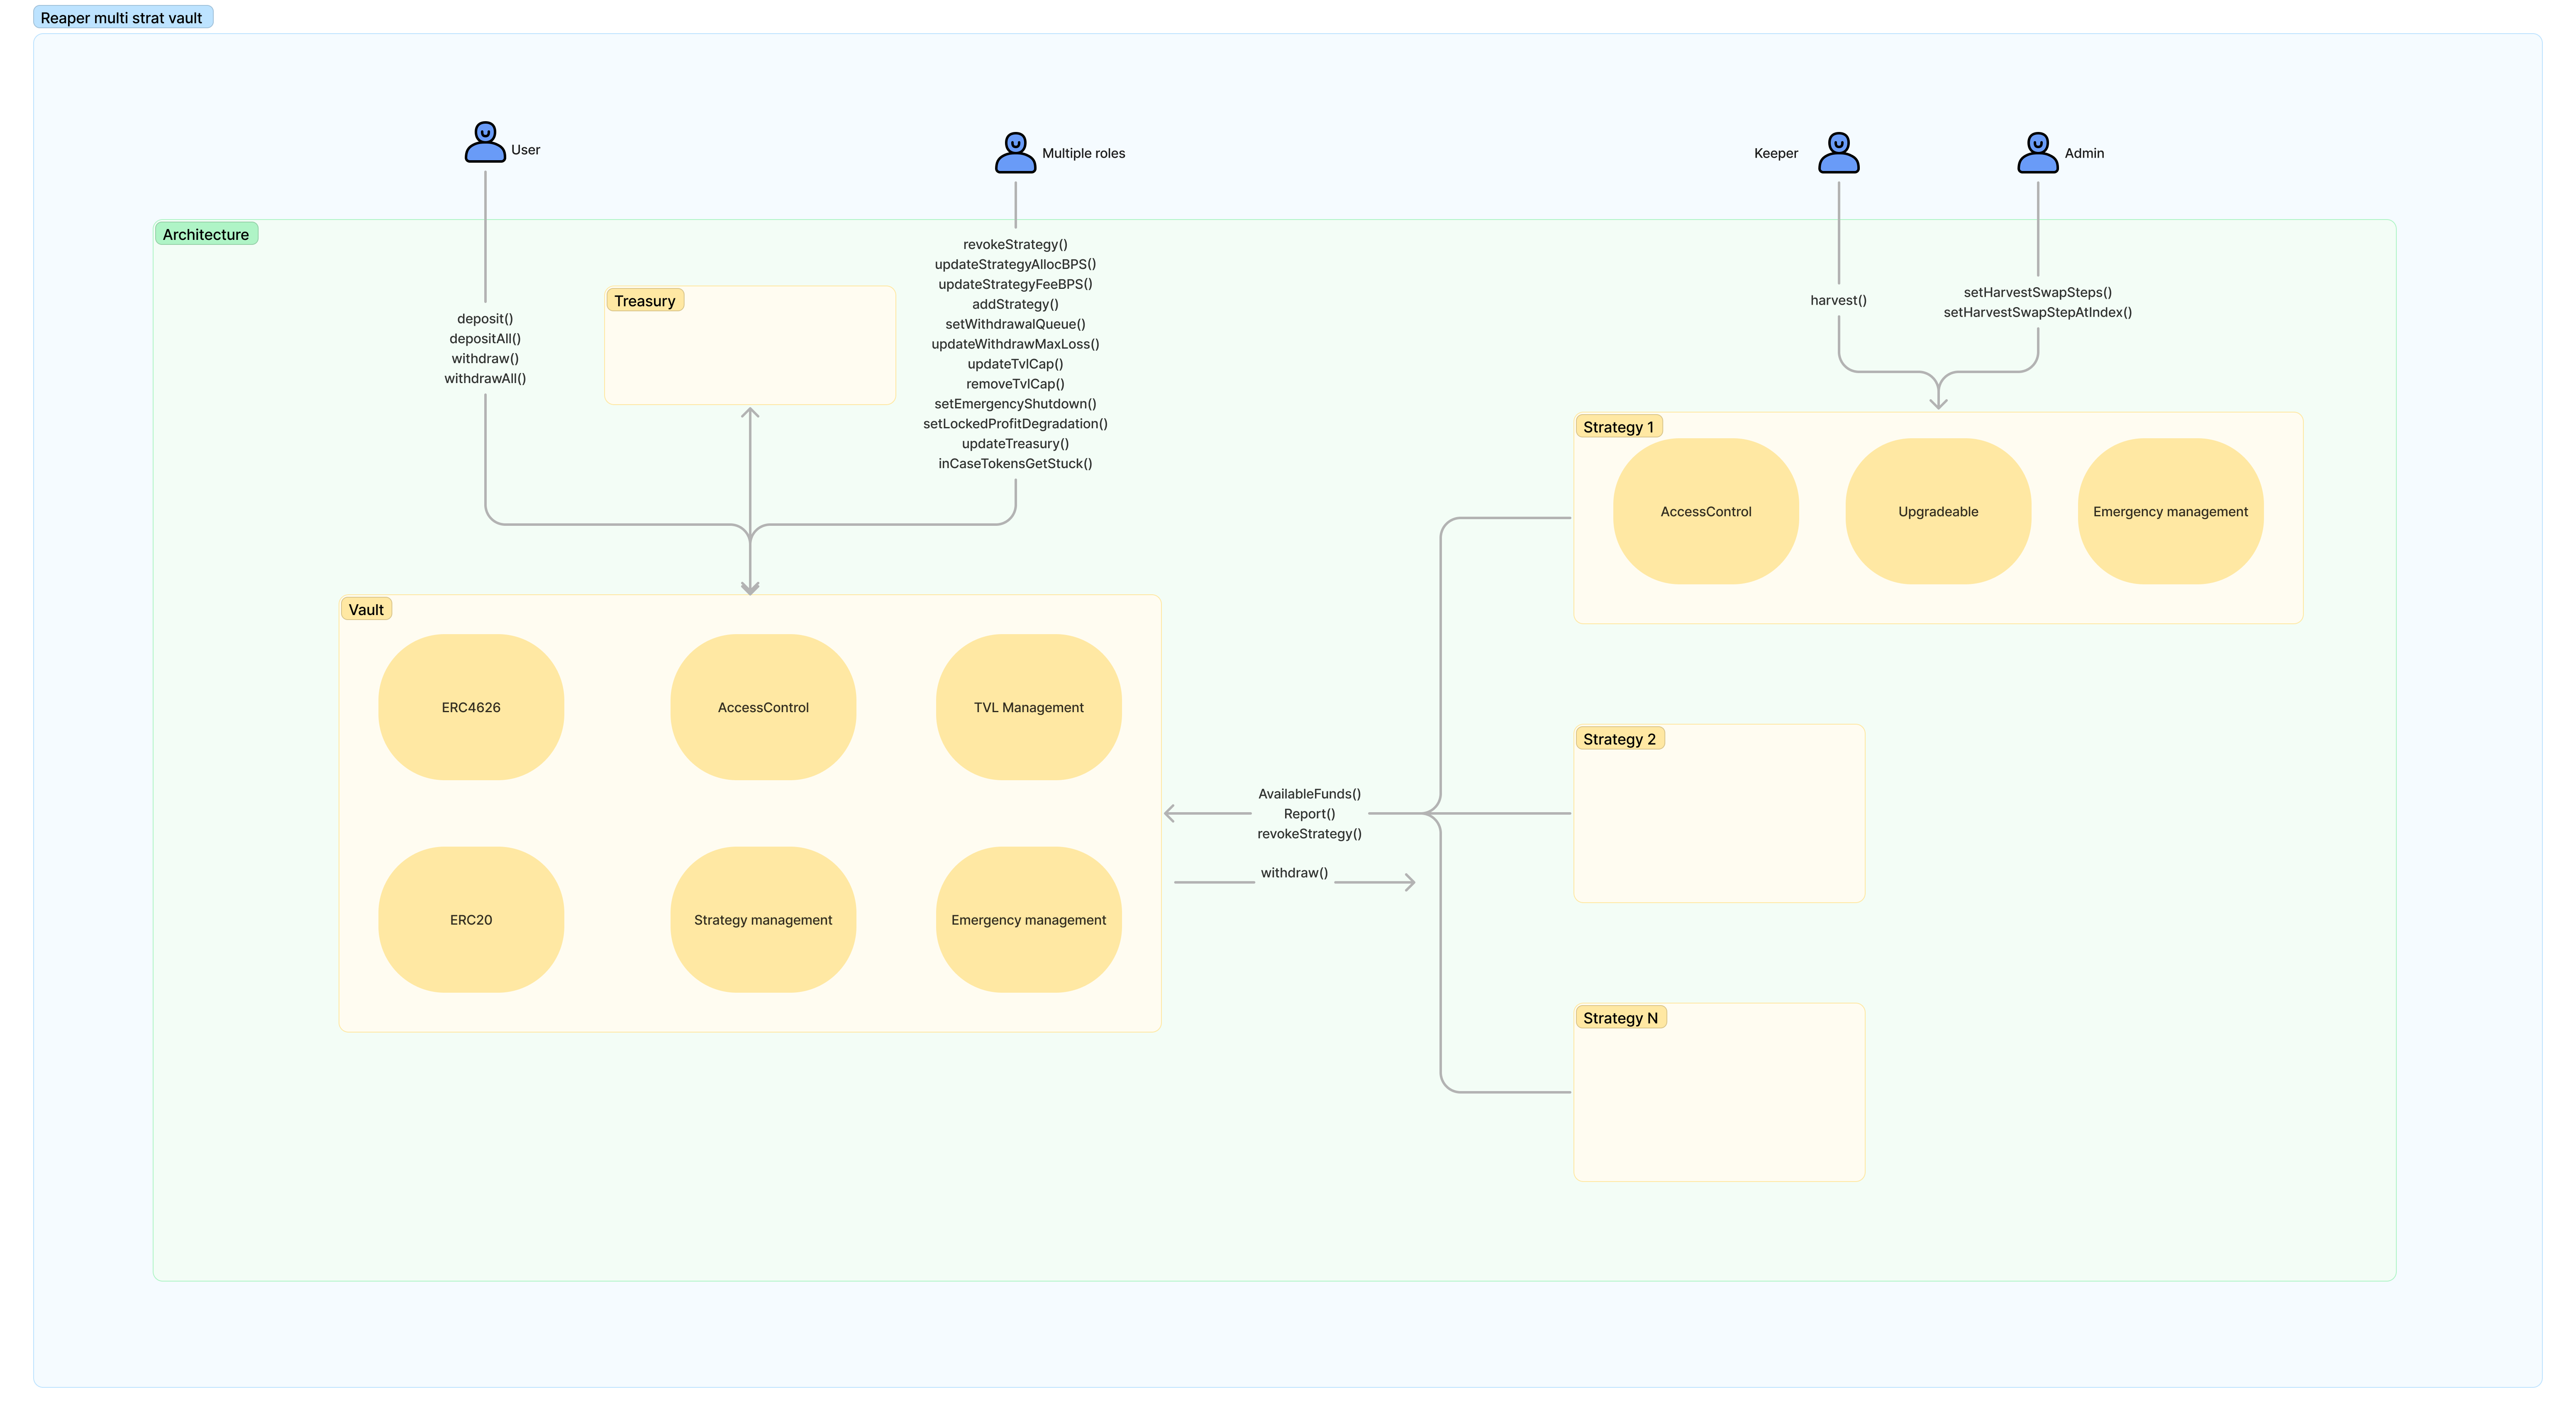 Reaper multi strat vault
User
Multiple roles
Keeper
Admin
Architecture
deposit()
depositAll()
withdraw()
withdrawAll()
Treasury
revokeStrategy()
updateStrategyAllocBPS()
updateStrategyFeeBPS()
addStrategy()
setWithdrawalQueue()
updateWithdrawMaxLoss()
updateTvlCap()
removeTvlCap()
setEmergencyShutdown()
setLockedProfitDegradation()
updateTreasury()
inCaseTokensGetStuck()
harvest()
setHarvestSwapSteps()
setHarvestSwapStepAtIndex()
Strategy 1
AccessControl
Upgradeable
Emergency management
Vault
ERC4626
AccessControl
TVL Management
ERC20
Strategy management
Emergency management
AvailableFunds()
Report()
revokeStrategy()
withdraw()
Strategy 2
Strategy N